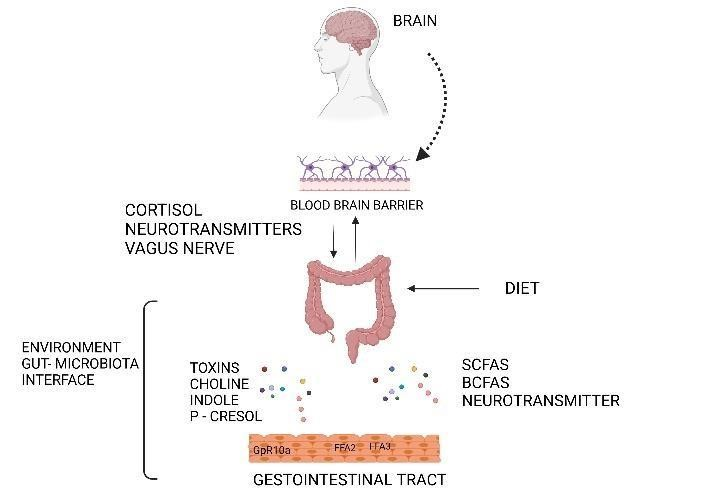 BRAIN
BLOOD BRAIN BARRIER
CORTISOL
NEUROTRANSMITTERS
VAGUS NERVE
DIET
ENVIRONMENT
GUT- MICROBIOTA
INTERFACE
TOXINS
CHOLINE
INDOLE
P - CRESOL
SCFAS
BCFAS
NEUROTRANSMITTER
GpR10a
FFA2
FFA3
GESTOINTESTINAL TRACT